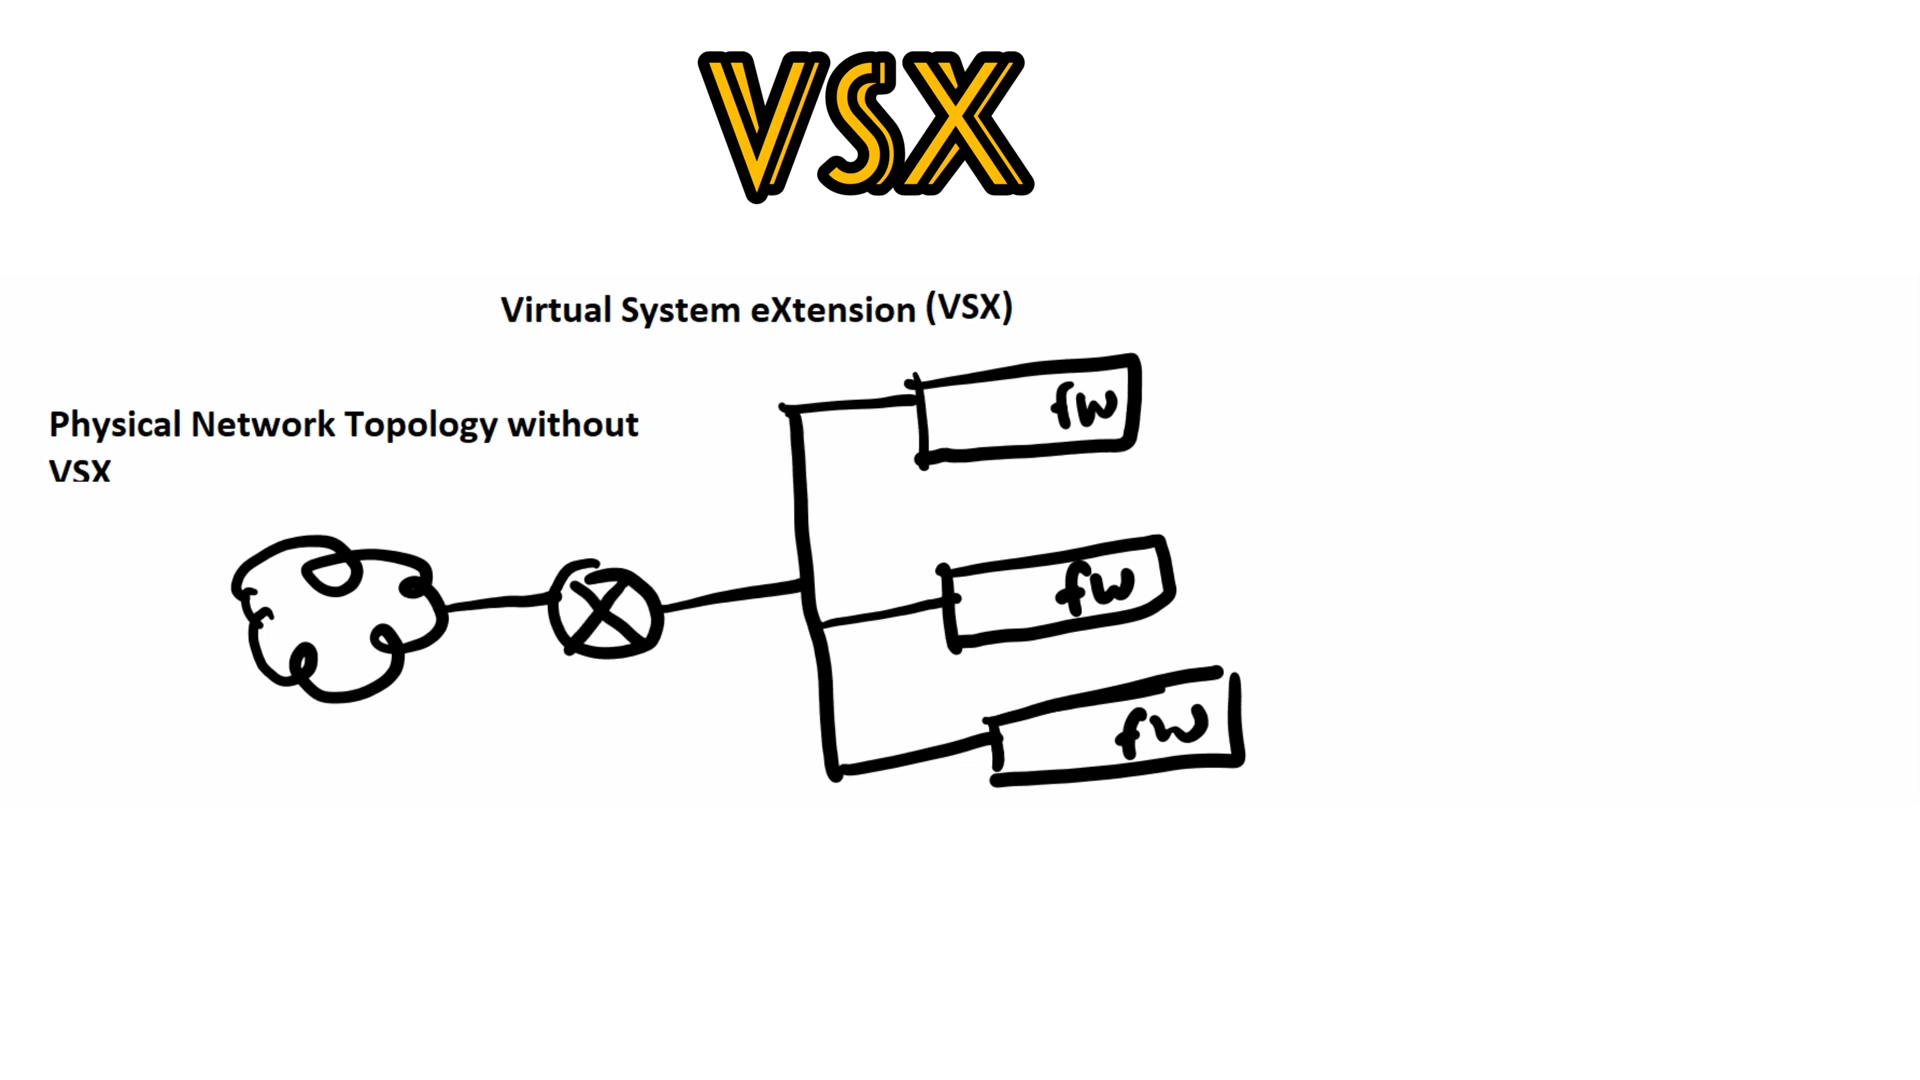 VSX
Virtual System eXtension (VSX)
Physical Network Topology without
VSX
fw
fw
fw